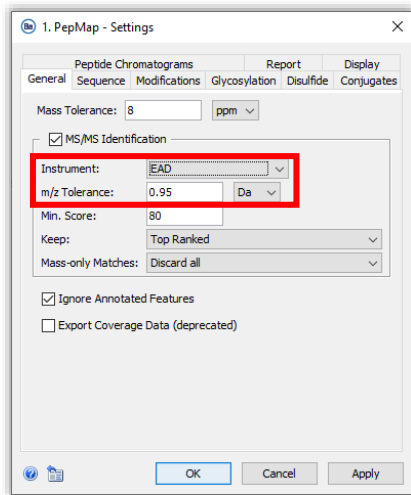 Be 1. PepMap - Settings
Peptide Chromatograms Report Display
General Sequence Modifications Glycosylation Disulfide Conjugates
Mass Tolerance: 8 ppm
MS/MS Identification
Instrument: EAD
m/z Tolerance: 0.95 Da
Min. Score: 80
Keep: Top Ranked
Mass-only Matches: Discard all
Ignore Annotated Features
Export Coverage Data (deprecated)
OK Cancel Apply